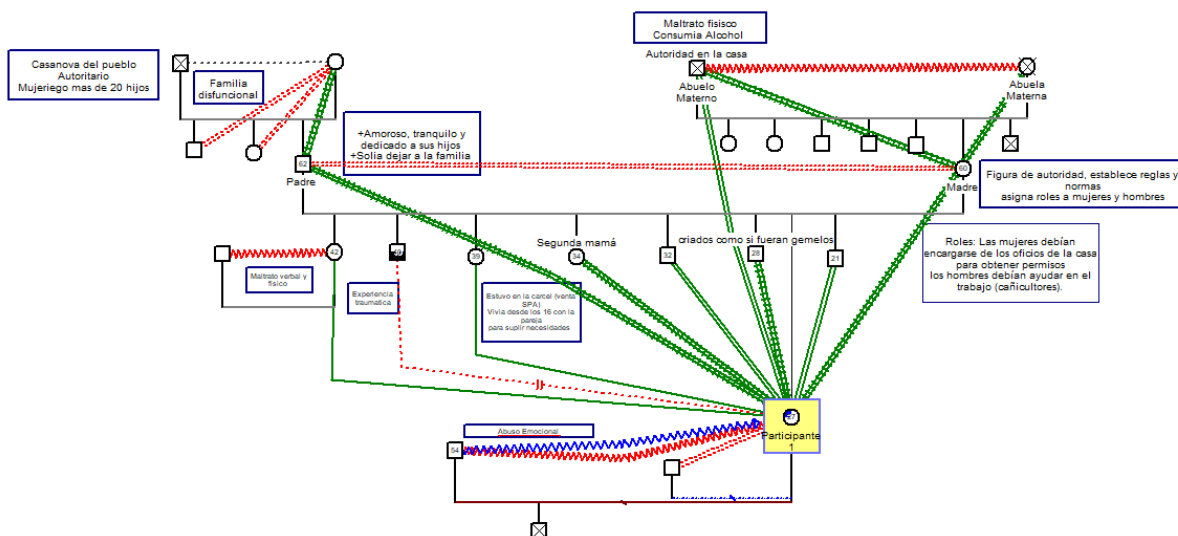 Maltrato fisisco
Consumia Alcohol
Autoridad en la casa
Casanova del pueblo
Autoritario
Mujeriego mas de 20 hijos
Familia
disfuncional
Abuelo
Materno
Abuela
Materna
+Amoroso, tranquilo y
dedicado a sus hijos
+Solia dejar a la familia
62
Padre
60
Madre
Figura de autoridad, establece reglas y
normas
asigna roles a mujeres y hombres
Roles: Las mujeres debían
encargarse de los oficios de la casa
para obtener permisos
los hombres debían ayudar en el
trabajo (cañicultores).
Segunda mamá
criados como si fueran gemelos
42
39
34
32
28
21
Maltrato verbal y
físico
Experiencia
traumatica
Estuvo en la carcel (venta
SPA)
Vivia desde los 16 con la
pareja
para suplir necesidades
27
Participante
1
Abuso Emocional
54